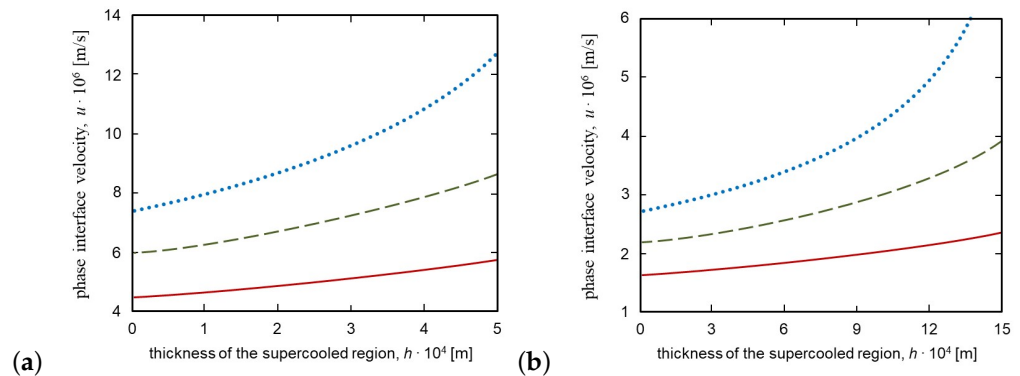 14
12
10
8
6
4
phase interface velocity, u · 10⁶ [m/s]
0 1 2 3 4 5
thickness of the supercooled region, h · 10⁴ [m]
(a)
6
5
4
3
2
1
phase interface velocity, u · 10⁶ [m/s]
0 3 6 9 12 15
thickness of the supercooled region, h · 10⁴ [m]
(b)